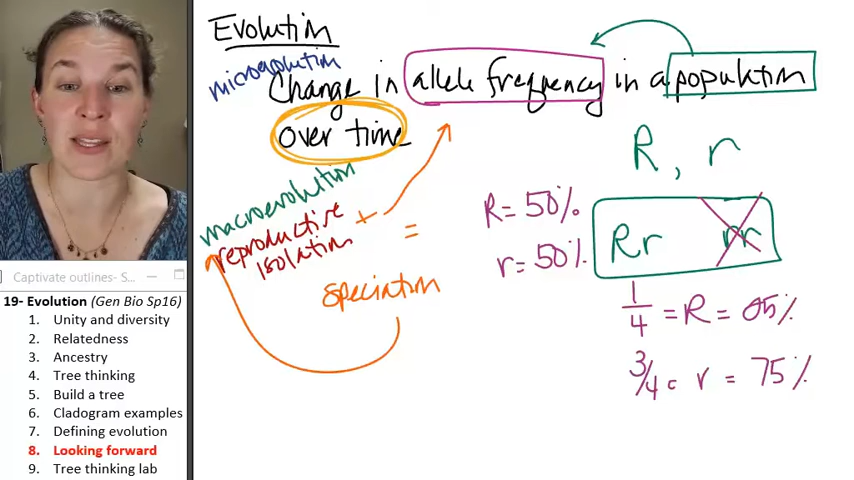 Evolution
microevolution
Change in allele frequency in a population
over time
R, r
macroevolution
reproductive isolation +
=
speciation
R = 50%
r = 50%
Rr rr
1/4 = R = 25%
3/4 = r = 75%
Captivate outlines- S...
19- Evolution (Gen Bio Sp16)
1. Unity and diversity
2. Relatedness
3. Ancestry
4. Tree thinking
5. Build a tree
6. Cladogram examples
7. Defining evolution
8. Looking forward
9. Tree thinking lab